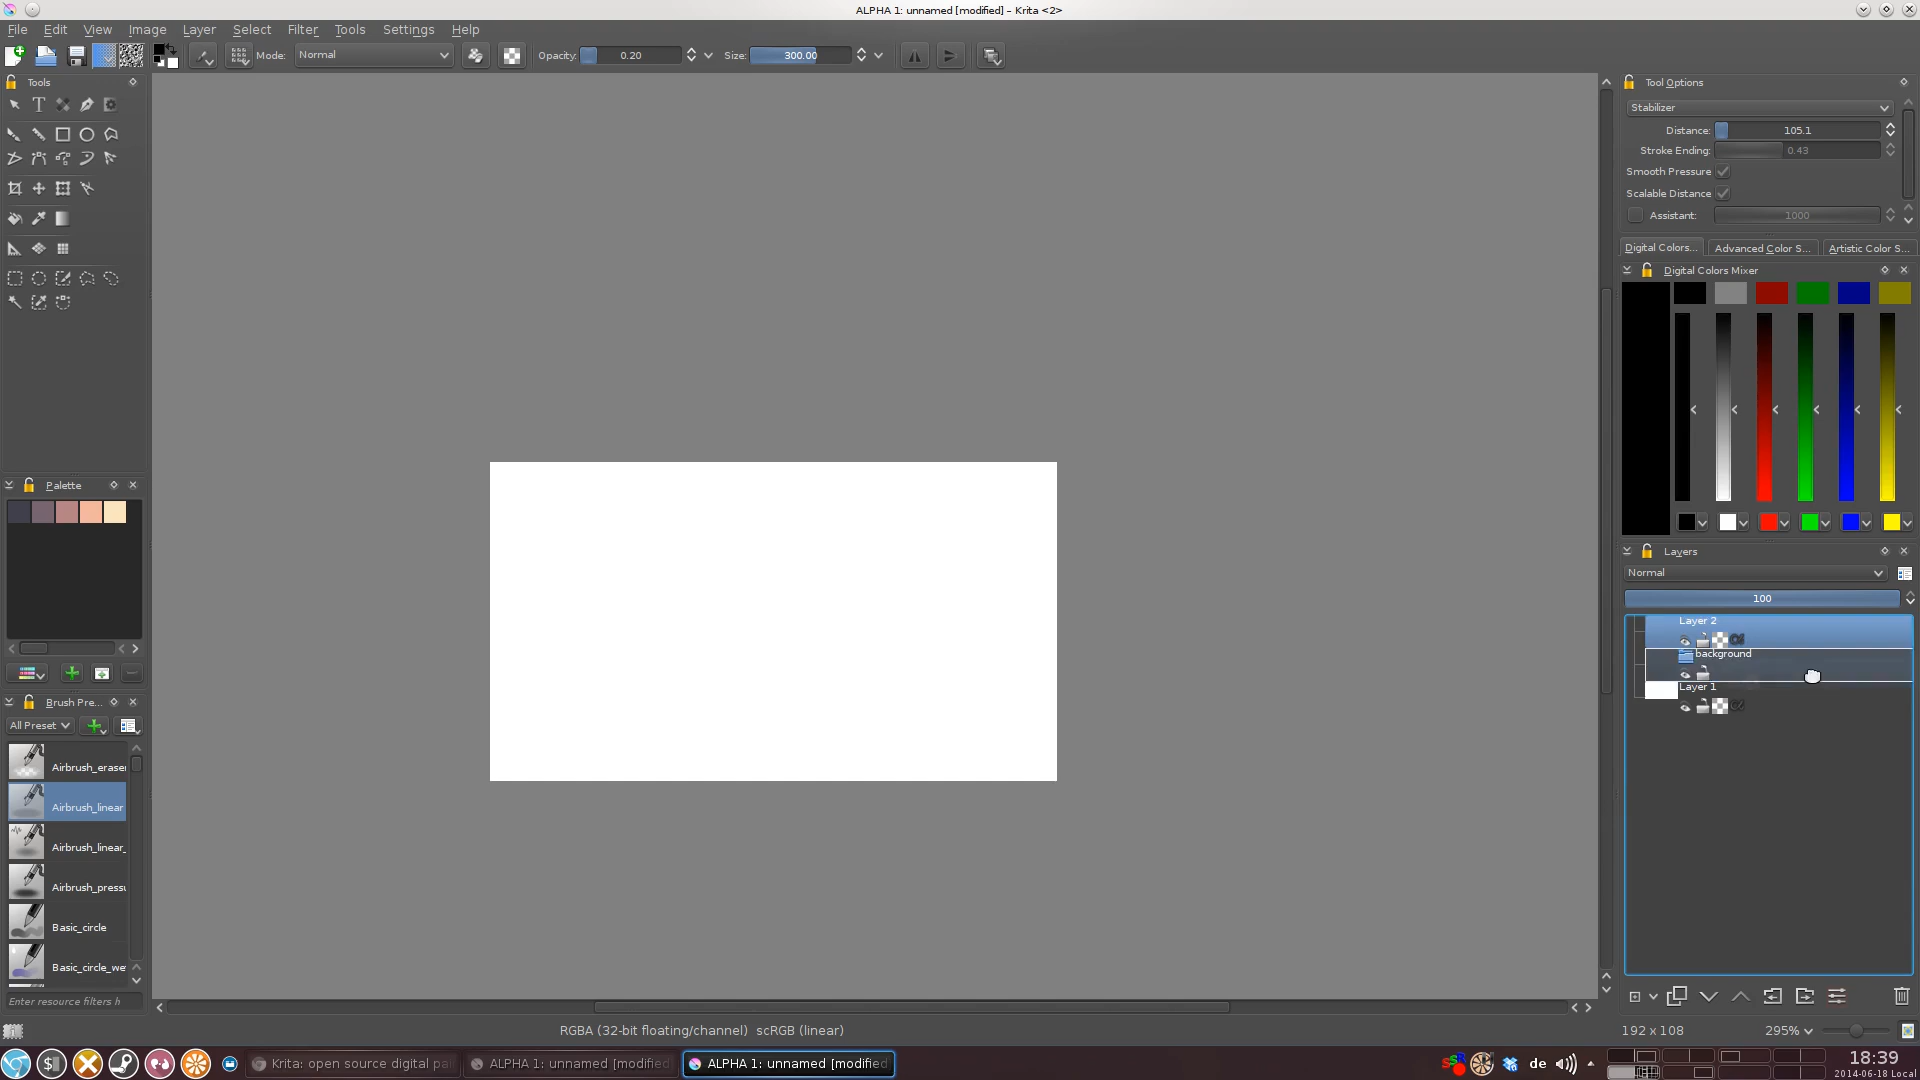 ALPHA 1: unnamed [modified] – Krita <2>
File Edit View Image Layer Select Filter Tools Settings Help
Mode: Normal Opacity: 0.20 Size: 300.00
Tools
Tool Options
Stabilizer
Distance: 105.1
Stroke Ending: 0.43
Smooth Pressure
Scalable Distance
Assistant: 1000
Digital Colors... Advanced Color S... Artistic Color S...
Digital Colors Mixer
Palette
Layers
Normal
100
Layer 2
background
Layer 1
Brush Pre...
All Preset
Airbrush_eraser
Airbrush_linear
Airbrush_linear_
Airbrush_pressu
Basic_circle
Basic_circle_we
Enter resource filters h
RGBA (32-bit floating/channel) scRGB (linear)
192 x 108
295%
Krita: open source digital pa
ALPHA 1: unnamed [modified
ALPHA 1: unnamed [modified
de
18:39
2014-06-18 Local